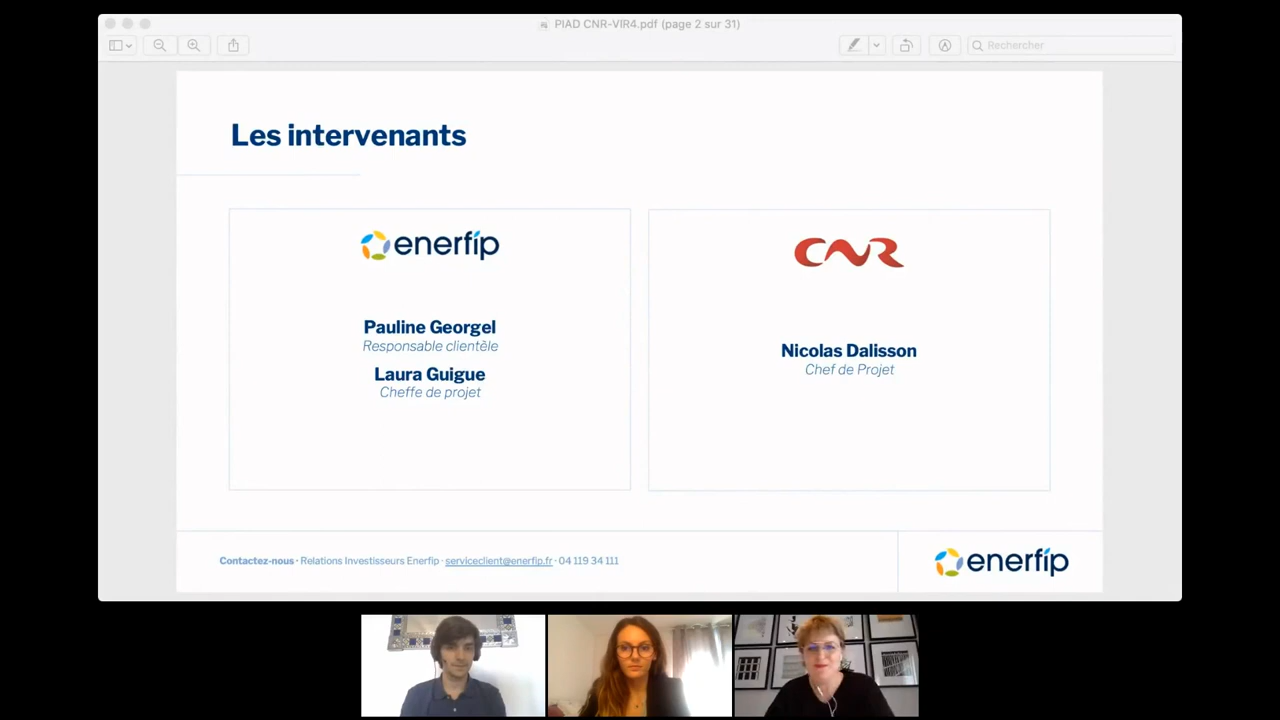 PIAD CNR-VIR4.pdf (page 2 sur 31)
Rechercher
Les intervenants
enerfip
Pauline Georgel
Responsable clientèle
Laura Guigue
Cheffe de projet
CNR
Nicolas Dalisson
Chef de Projet
Contactez-nous · Relations Investisseurs Enerfip · serviceclient@enerfip.fr · 04 119 34 111
enerfip